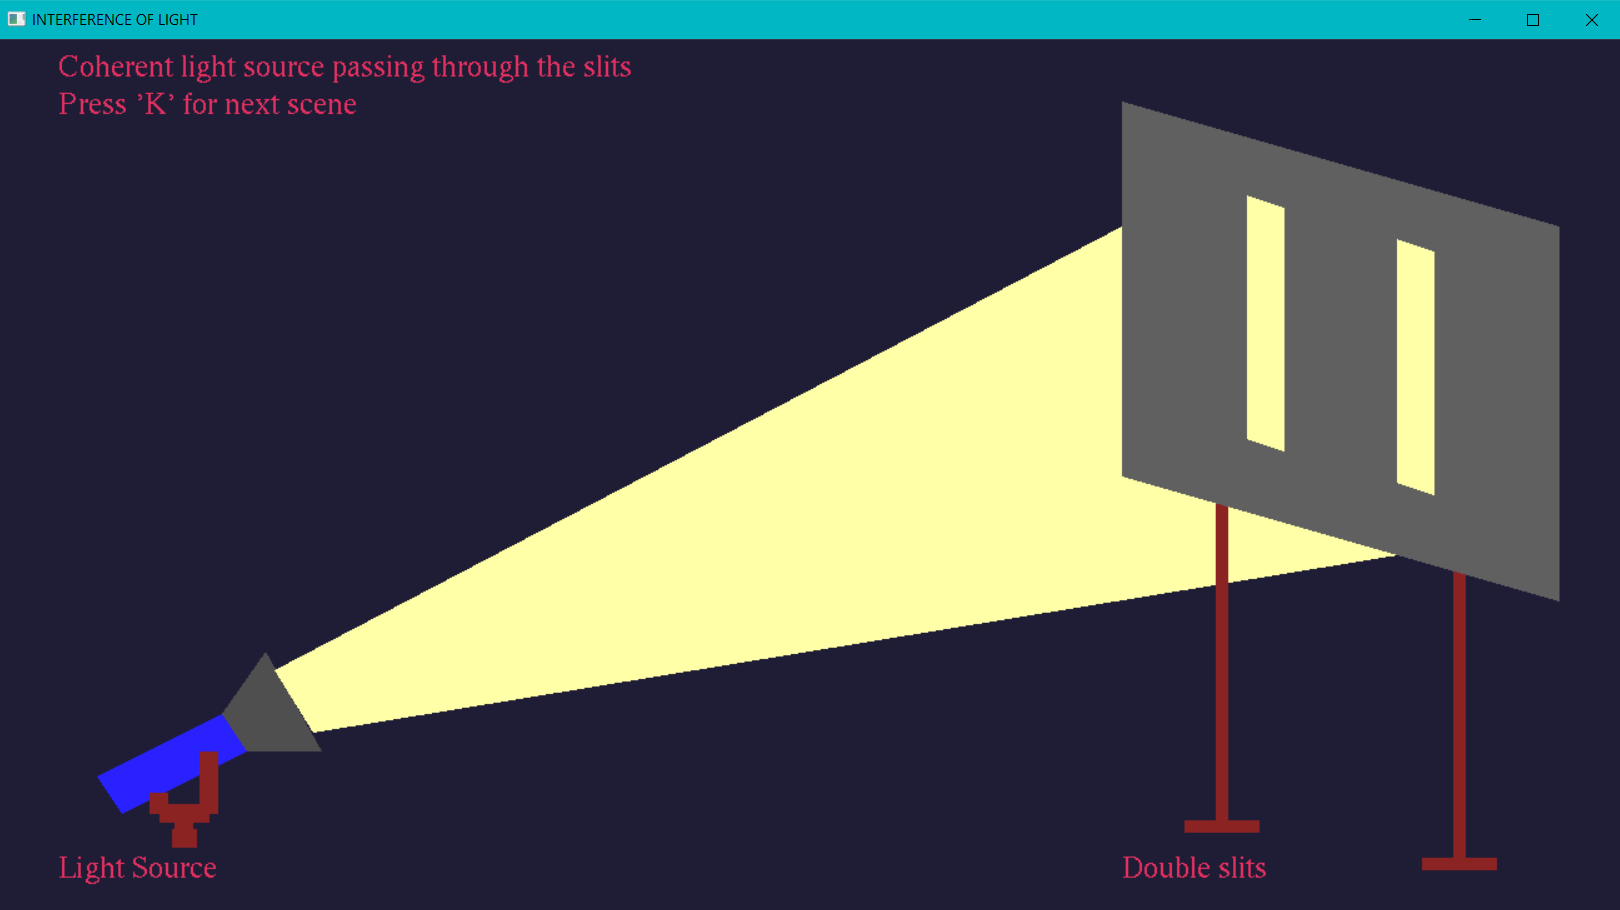 INTERFERENCE OF LIGHT
Coherent light source passing through the slits
Press 'K' for next scene
Light Source
Double slits